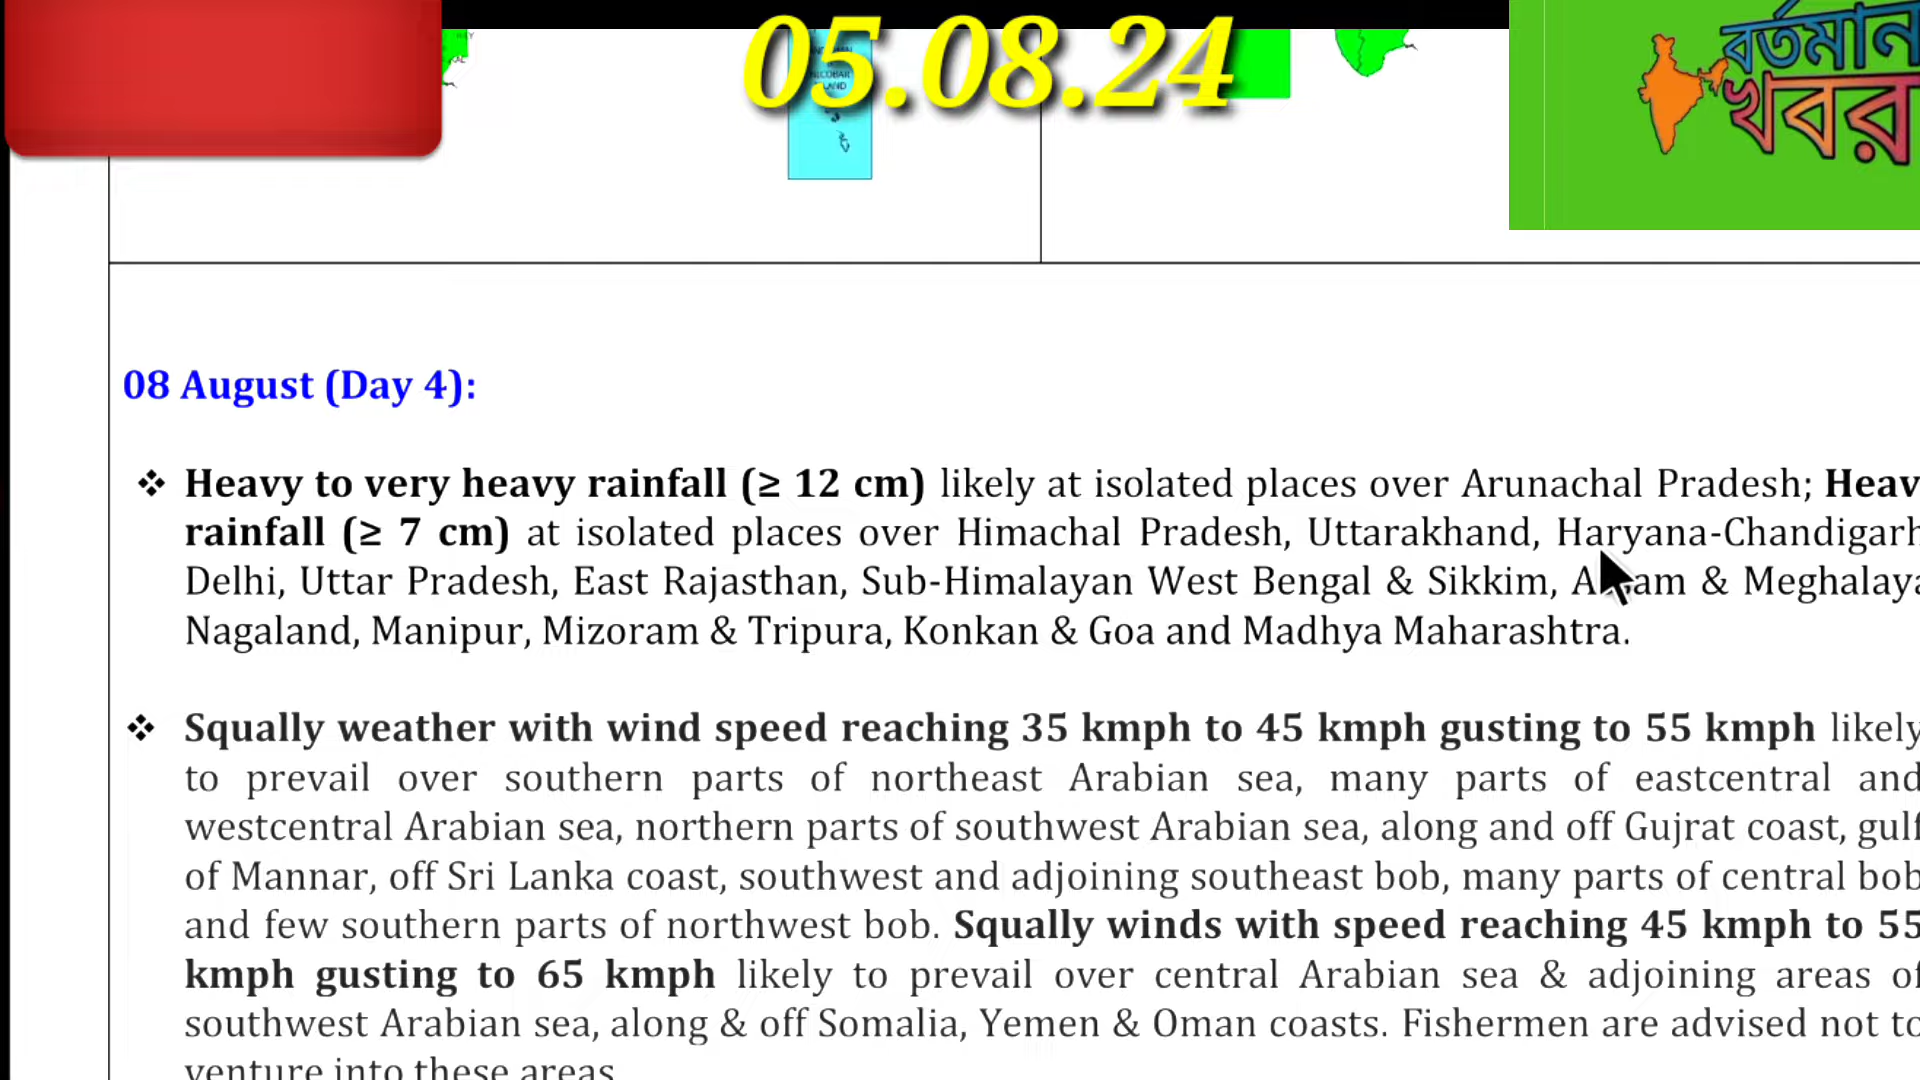 05.08.24
বর্তমান
খবর
NICOBAR
08 August (Day 4):
❖ Heavy to very heavy rainfall (≥ 12 cm) likely at isolated places over Arunachal Pradesh; Heav
rainfall (≥ 7 cm) at isolated places over Himachal Pradesh, Uttarakhand, Haryana-Chandigarh
Delhi, Uttar Pradesh, East Rajasthan, Sub-Himalayan West Bengal & Sikkim, & Meghalaya
Nagaland, Manipur, Mizoram & Tripura, Konkan & Goa and Madhya Maharashtra.
❖ Squally weather with wind speed reaching 35 kmph to 45 kmph gusting to 55 kmph likely
to prevail over southern parts of northeast Arabian sea, many parts of eastcentral and
westcentral Arabian sea, northern parts of southwest Arabian sea, along and off Gujrat coast, gulf
of Mannar, off Sri Lanka coast, southwest and adjoining southeast bob, many parts of central bob
and few southern parts of northwest bob. Squally winds with speed reaching 45 kmph to 55
kmph gusting to 65 kmph likely to prevail over central Arabian sea & adjoining areas of
southwest Arabian sea, along & off Somalia, Yemen & Oman coasts. Fishermen are advised not to
venture into these areas.